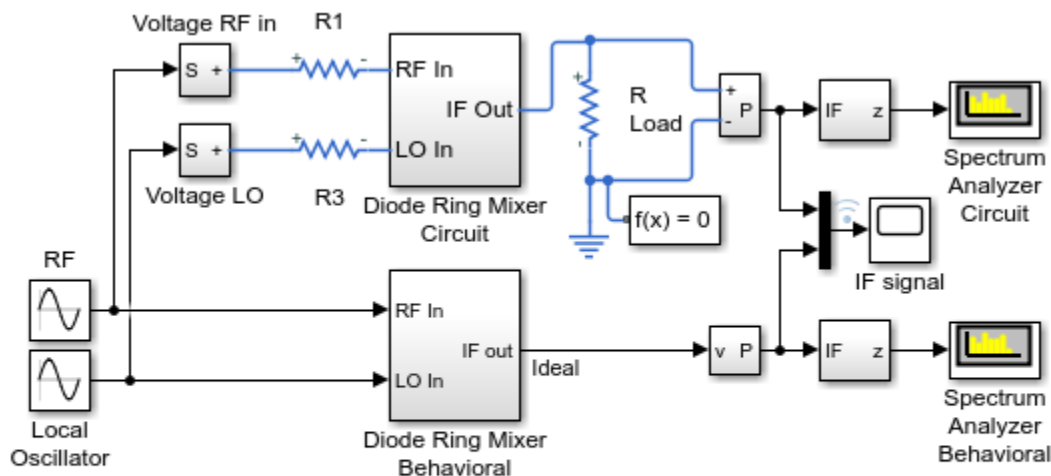 Voltage RF in
R1
S +
+ -
RF In
IF Out
LO In
Diode Ring Mixer
Circuit
S +
+ -
Voltage LO
R3
+
-
R
Load
+
-
P
f(x) = 0
IF z
Spectrum
Analyzer
Circuit
IF signal
RF
Local
Oscillator
RF In
IF out
LO In
Diode Ring Mixer
Behavioral
Ideal
v P
IF z
Spectrum
Analyzer
Behavioral